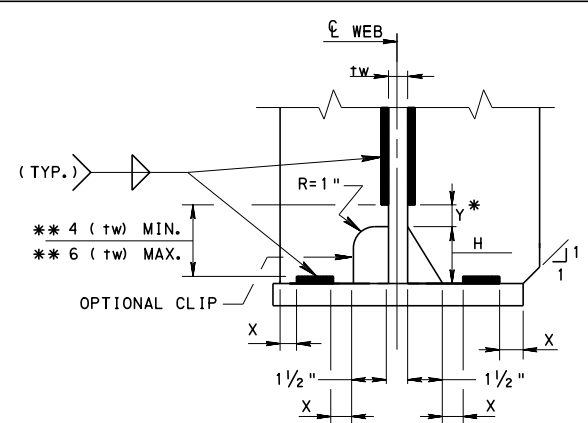 ℄ WEB
tw
(TYP.)
R=1"
Y*
** 4 (tw) MIN.
** 6 (tw) MAX.
H
1
1
OPTIONAL CLIP
X
X
1½"
1½"
X
X